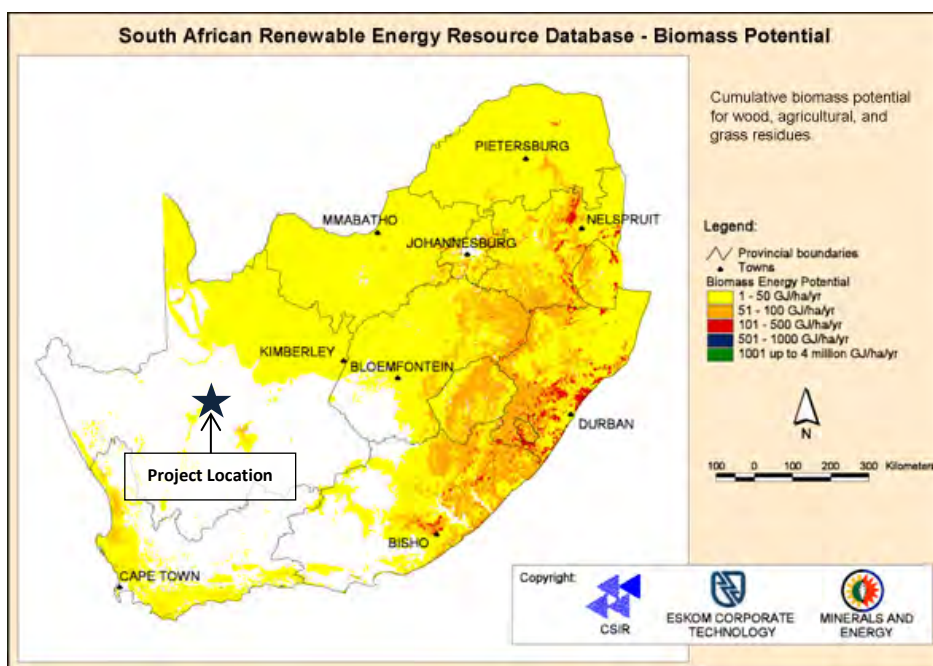 South African Renewable Energy Resource Database - Biomass Potential
Cumulative biomass potential
for wood, agricultural, and
grass residues.
PIETERSBURG
MMABATHO
NELSPRUIT
JOHANNESBURG
KIMBERLEY
BLOEMFONTEIN
DURBAN
Project Location
BISHO
CAPE TOWN
Legend:
Provincial boundaries
Towns
Biomass Energy Potential
1 - 50 GJ/ha/yr
51 - 100 GJ/ha/yr
101 - 500 GJ/ha/yr
501 - 1000 GJ/ha/yr
1001 up to 4 million GJ/ha/yr
N
100 0 100 200 300 Kilometers
Copyright:
CSIR
ESKOM CORPORATE
TECHNOLOGY
MINERALS AND
ENERGY